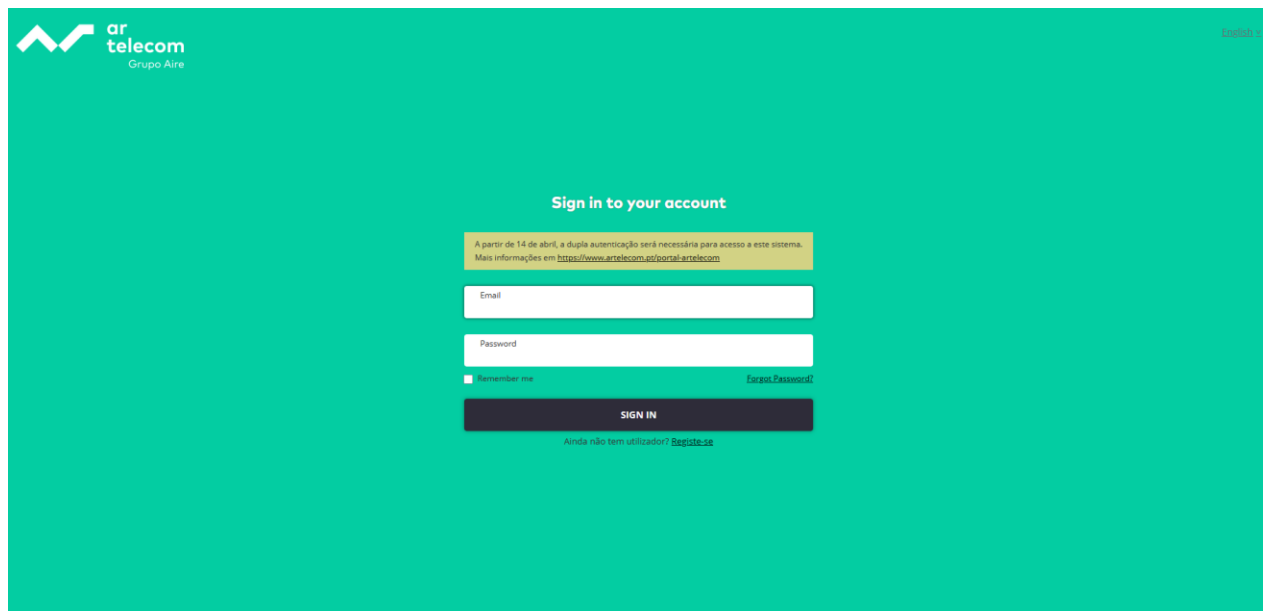 ar
telecom
Grupo Aire
English
Sign in to your account
A partir de 14 de abril, a dupla autenticação será necessária para acesso a este sistema.
Mais informações em https://www.artelecom.pt/portal-artelecom
Email
Password
Remember me Forgot Password?
SIGN IN
Ainda não tem utilizador? Registe-se